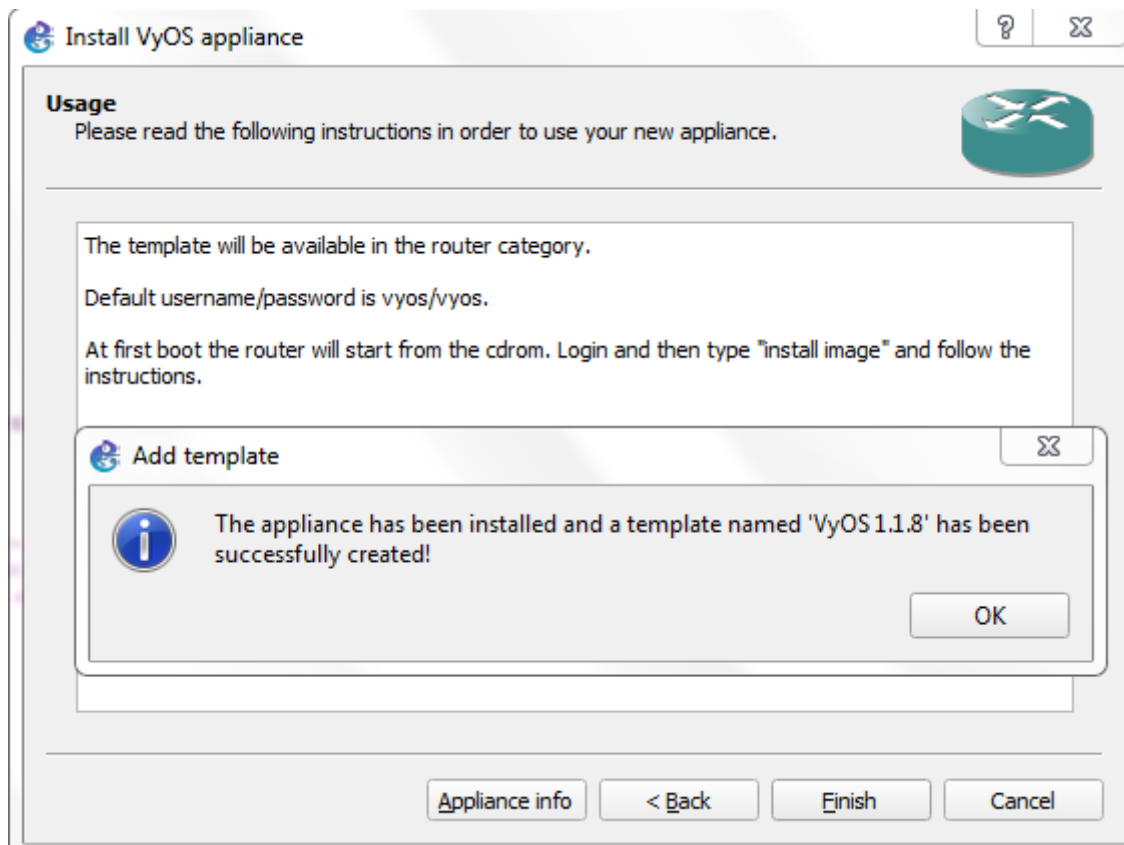 Install VyOS appliance
Usage
Please read the following instructions in order to use your new appliance.
The template will be available in the router category.
Default username/password is vyos/vyos.
At first boot the router will start from the cdrom. Login and then type "install image" and follow the
instructions.
Add template
The appliance has been installed and a template named 'VyOS 1.1.8' has been
successfully created!
OK
Appliance info
< Back
Finish
Cancel